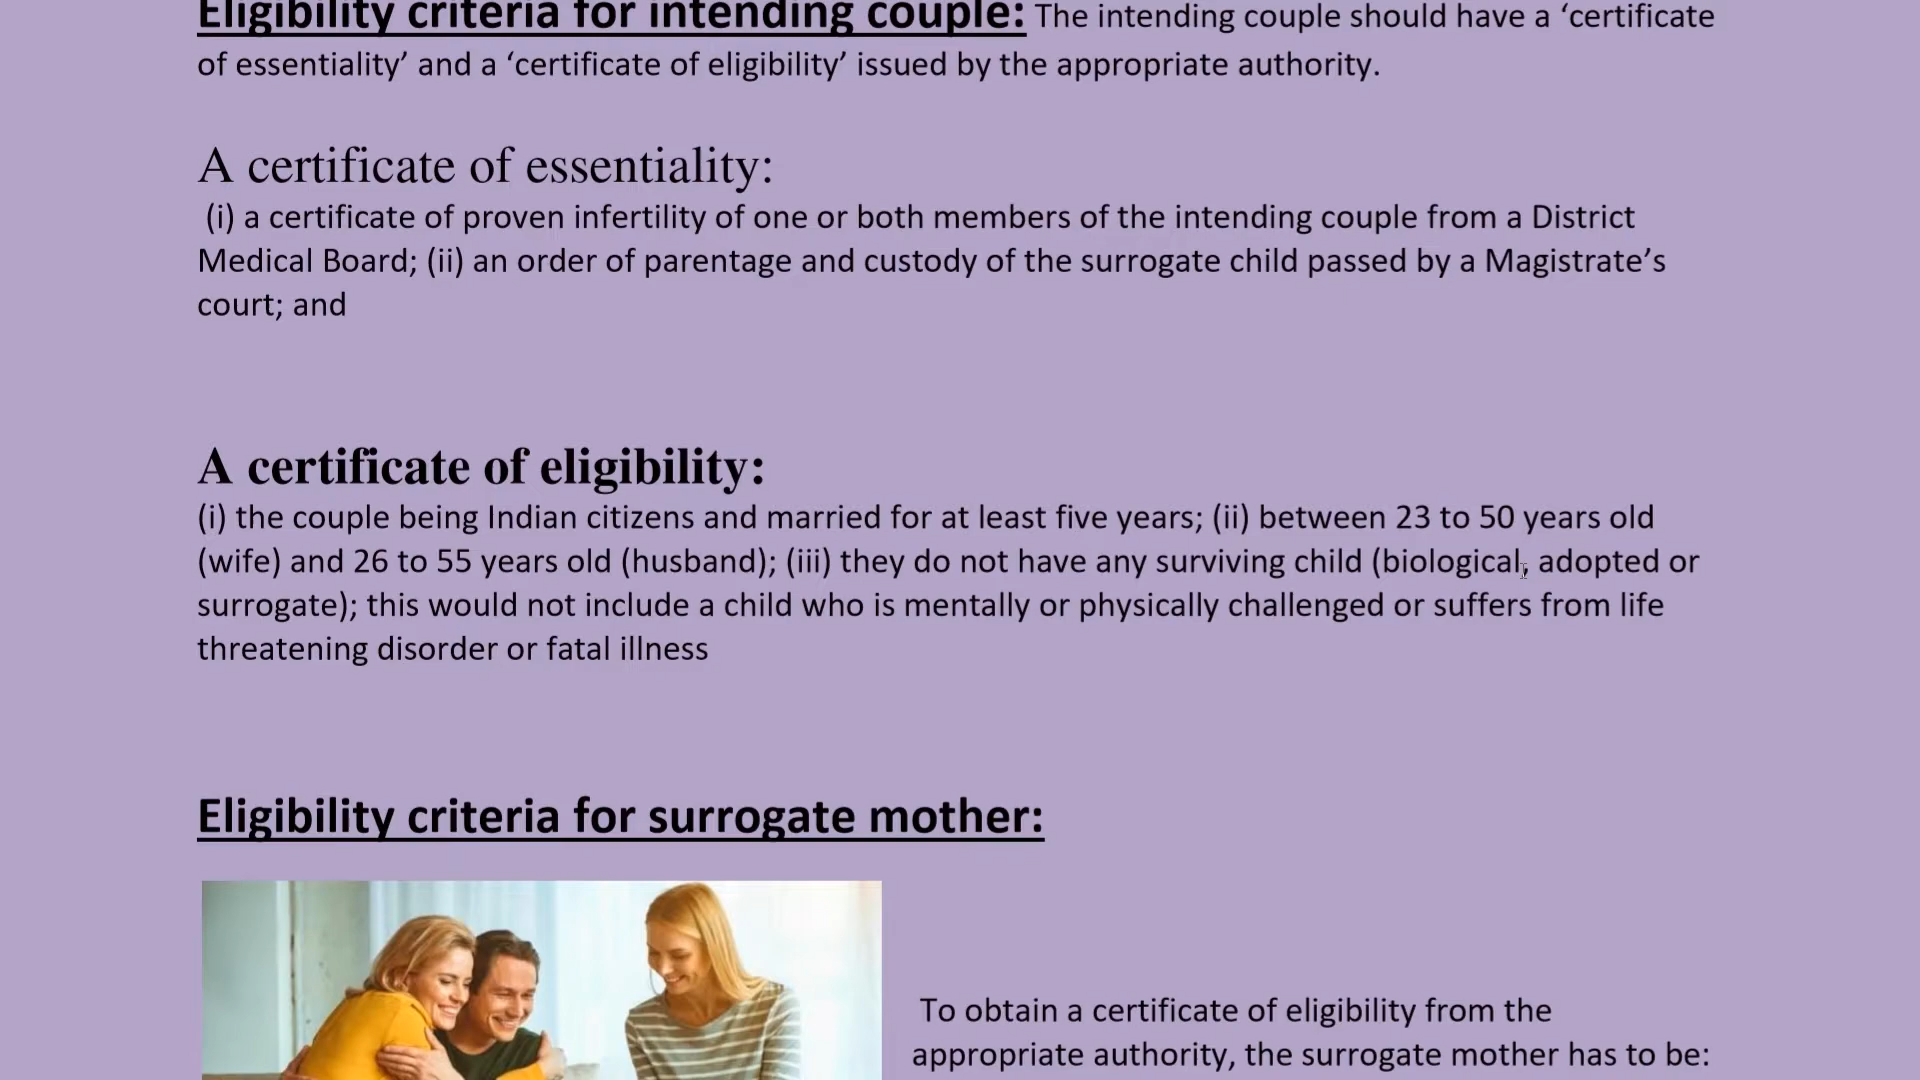 Eligibility criteria for intending couple: The intending couple should have a ‘certificate
of essentiality’ and a ‘certificate of eligibility’ issued by the appropriate authority.
A certificate of essentiality:
(i) a certificate of proven infertility of one or both members of the intending couple from a District
Medical Board; (ii) an order of parentage and custody of the surrogate child passed by a Magistrate’s
court; and
A certificate of eligibility:
(i) the couple being Indian citizens and married for at least five years; (ii) between 23 to 50 years old
(wife) and 26 to 55 years old (husband); (iii) they do not have any surviving child (biological, adopted or
surrogate); this would not include a child who is mentally or physically challenged or suffers from life
threatening disorder or fatal illness
Eligibility criteria for surrogate mother:
To obtain a certificate of eligibility from the
appropriate authority, the surrogate mother has to be: